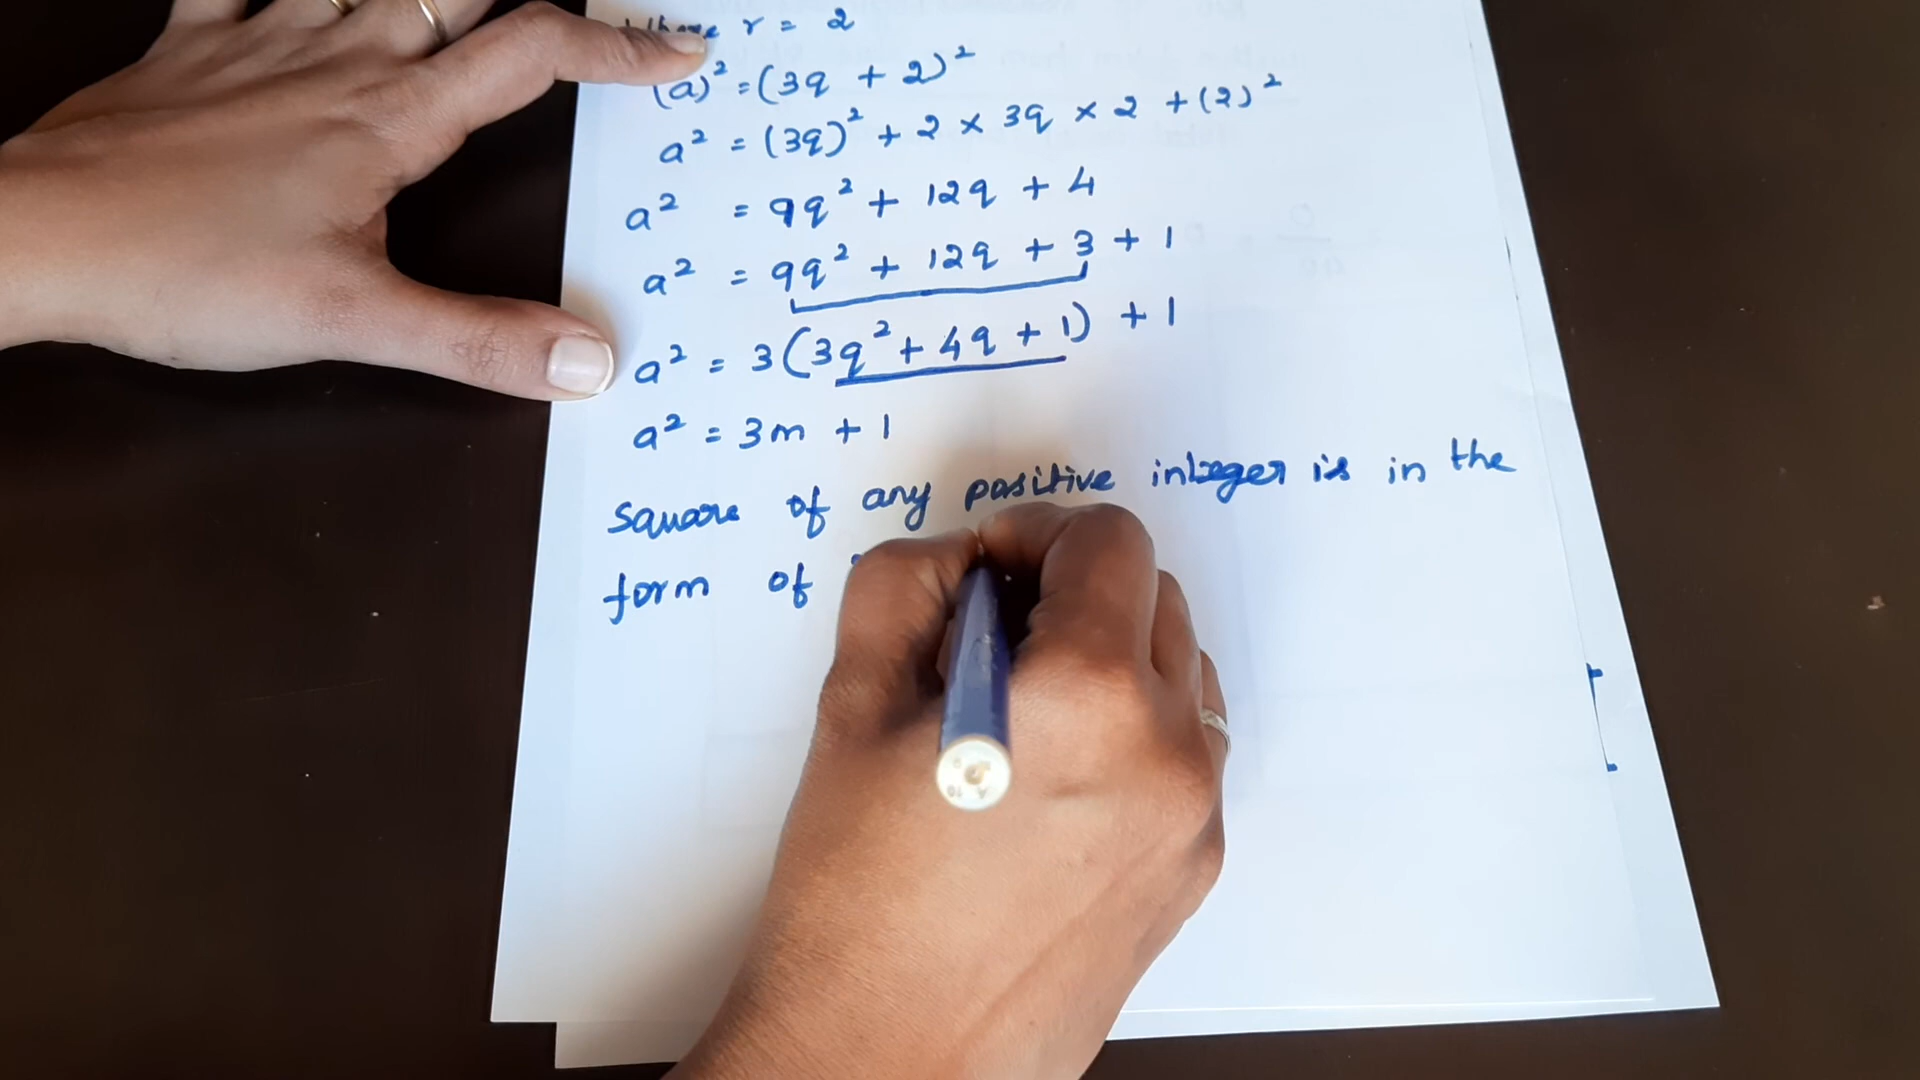 r = 2
(a)² = (3q + 2)²
a² = (3q)² + 2 × 3q × 2 + (2)²
a² = 9q² + 12q + 4
a² = 9q² + 12q + 3 + 1
a² = 3(3q² + 4q + 1) + 1
a² = 3m + 1
square of any positive integer is in the
form of